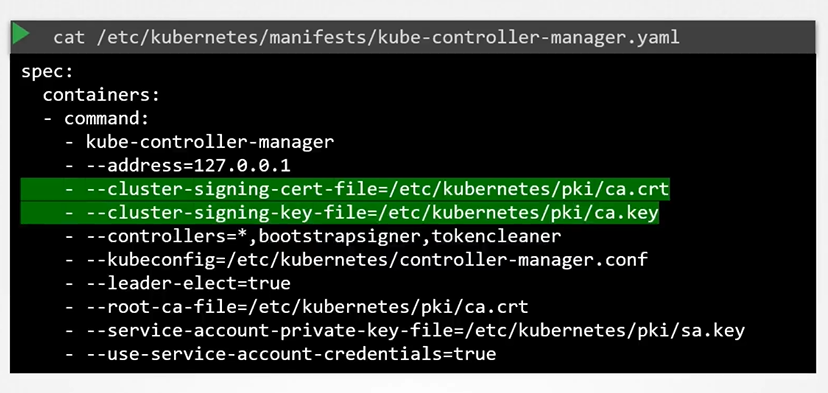 cat /etc/kubernetes/manifests/kube-controller-manager.yaml
spec:
  containers:
  - command:
    - kube-controller-manager
    - --address=127.0.0.1
    - --cluster-signing-cert-file=/etc/kubernetes/pki/ca.crt
    - --cluster-signing-key-file=/etc/kubernetes/pki/ca.key
    - --controllers=*,bootstrapsigner,tokencleaner
    - --kubeconfig=/etc/kubernetes/controller-manager.conf
    - --leader-elect=true
    - --root-ca-file=/etc/kubernetes/pki/ca.crt
    - --service-account-private-key-file=/etc/kubernetes/pki/sa.key
    - --use-service-account-credentials=true